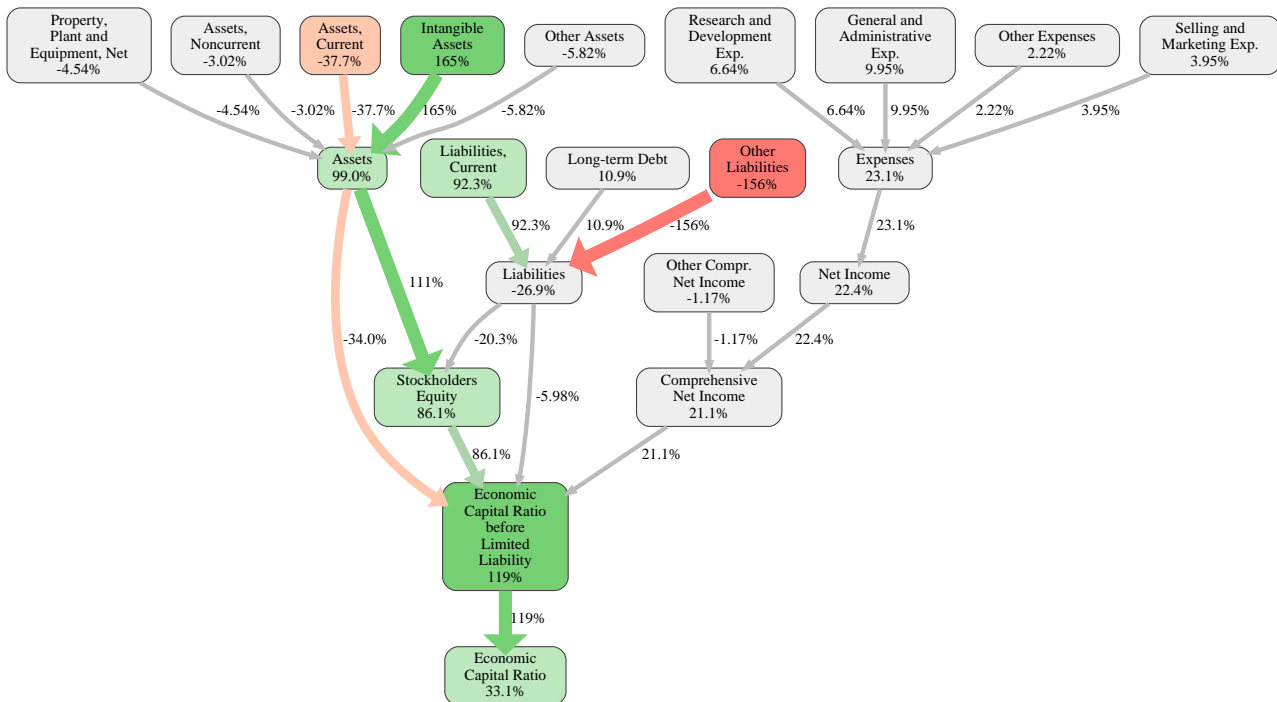 Property,
Plant and
Equipment, Net
-4.54%
Assets,
Noncurrent
-3.02%
Assets,
Current
-37.7%
Intangible
Assets
165%
Other Assets
-5.82%
Research and
Development
Exp.
6.64%
General and
Administrative
Exp.
9.95%
Other Expenses
2.22%
Selling and
Marketing Exp.
3.95%
-4.54%
-3.02%
-37.7%
165%
-5.82%
6.64%
9.95%
2.22%
3.95%
Assets
99.0%
Liabilities,
Current
92.3%
Long-term Debt
10.9%
Other
Liabilities
-156%
Expenses
23.1%
92.3%
10.9%
-156%
23.1%
Liabilities
-26.9%
Other Compr.
Net Income
-1.17%
Net Income
22.4%
111%
-34.0%
-20.3%
-1.17%
22.4%
Stockholders
Equity
86.1%
-5.98%
Comprehensive
Net Income
21.1%
86.1%
21.1%
Economic
Capital Ratio
before
Limited
Liability
119%
119%
Economic
Capital Ratio
33.1%